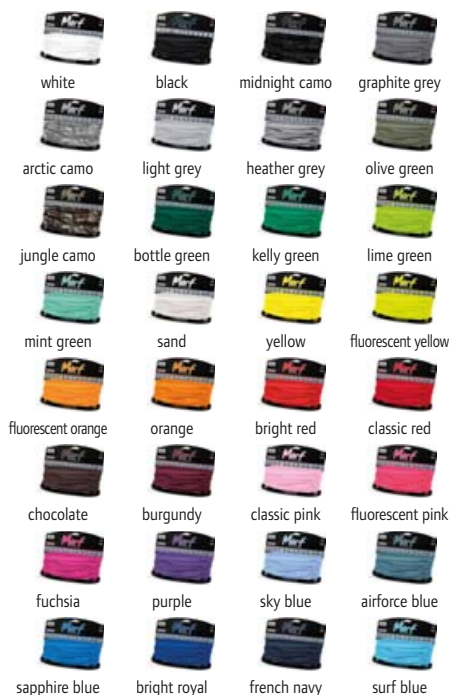 white black midnight camo graphite grey
arctic camo light grey heather grey olive green
jungle camo bottle green kelly green lime green
mint green sand yellow fluorescent yellow
fluorescent orange orange bright red classic red
chocolate burgundy classic pink fluorescent pink
fuchsia purple sky blue airforce blue
sapphire blue bright royal french navy surf blue